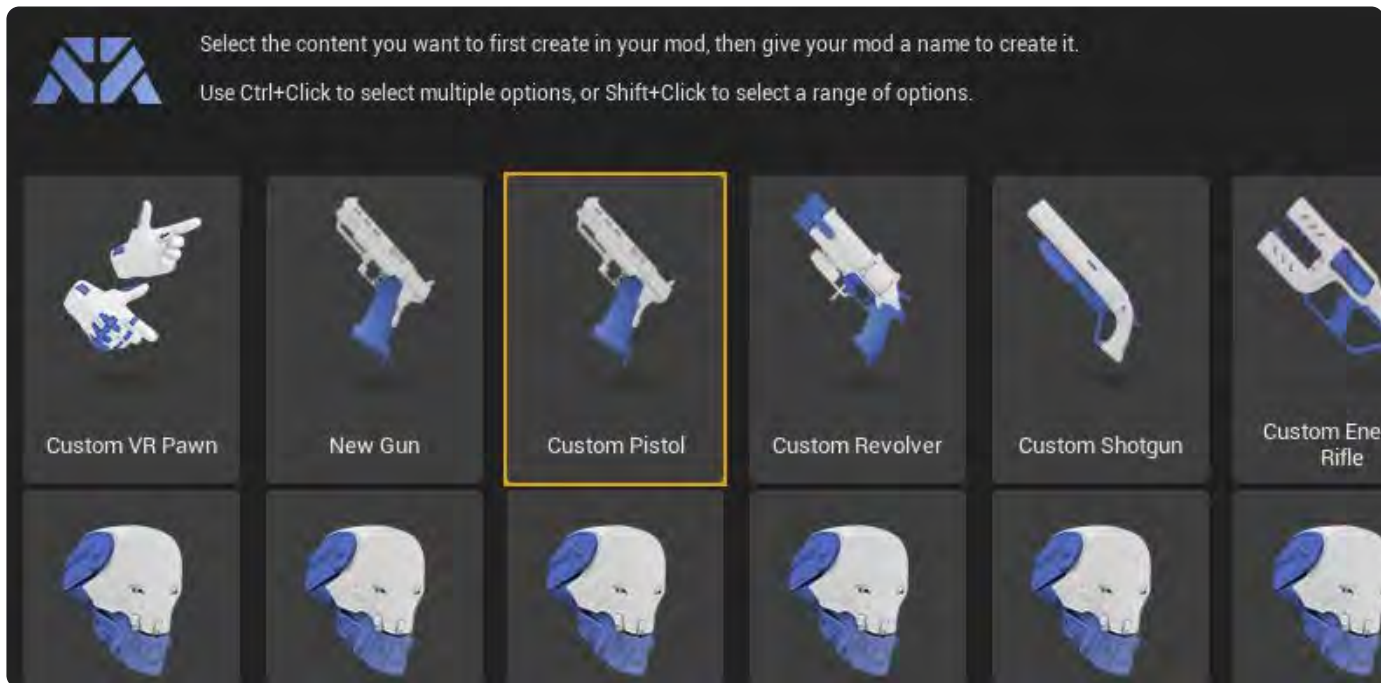 Select the content you want to first create in your mod, then give your mod a name to create it.
Use Ctrl+Click to select multiple options, or Shift+Click to select a range of options.
Custom VR Pawn
New Gun
Custom Pistol
Custom Revolver
Custom Shotgun
Custom Ene
Rifle